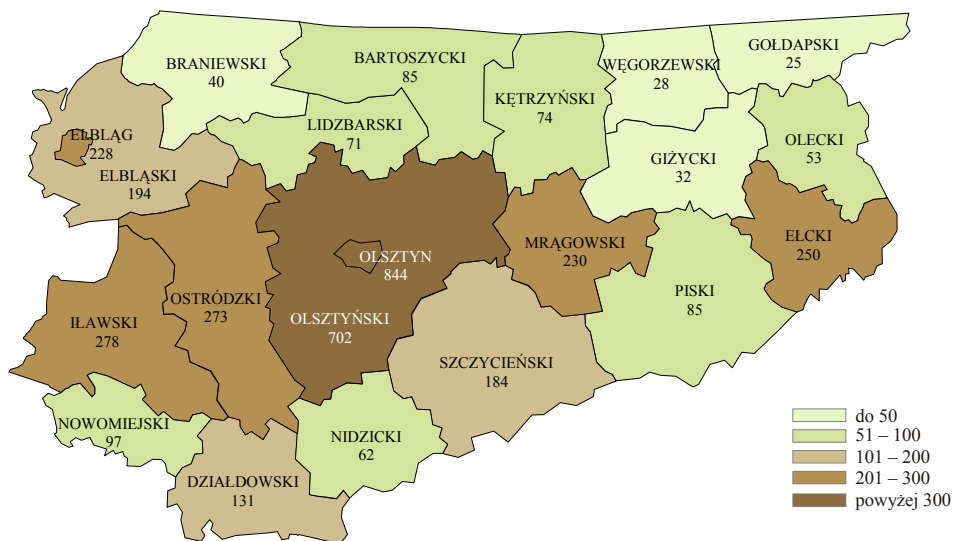 BRANIEWSKI
40
BARTOSZYCKI
85
GOŁDAPSKI
25
WĘGORZEWSKI
28
KĘTRZYŃSKI
74
LIDZBARSKI
71
ELBLĄG
228
ELBLĄSKI
194
GIŻYCKI
32
OLECKI
53
MRĄGOWSKI
230
EŁCKI
250
OLSZTYN
844
OSTRÓDZKI
273
OLSZTYŃSKI
702
PISKI
85
IŁAWSKI
278
SZCZYCIEŃSKI
184
NOWOMIEJSKI
97
NIDZICKI
62
DZIAŁDOWSKI
131
do 50
51 – 100
101 – 200
201 – 300
powyżej 300